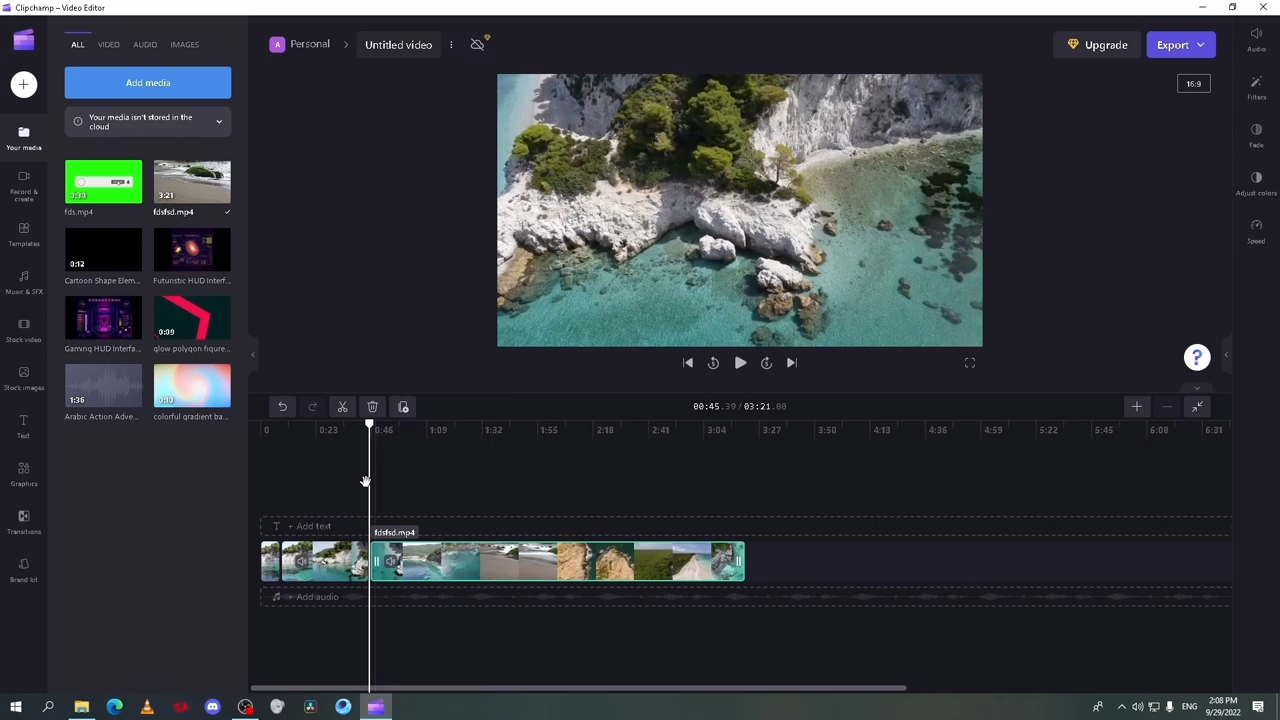 Clipchamp – Video Editor
ALL VIDEO AUDIO IMAGES
A Personal Untitled video Upgrade Export
Audio
Add media
16:9
Your media isn't stored in the
cloud
Filters
Your media
Fade
3:21
fds.mp4 fdsfsd.mp4
Record &
create
Adjust colors
Templates
Speed
0:12
Cartoon Shape Elem... Futuristic HUD Interf...
Music & SFX
Stock video
0:09
Gaming HUD Interfa... glow polygon figure...
?
Stock images
1:36
Arabic Action Adve... colorful gradient ba...
00:45.39 / 03:21.00
Text
0 0:23 0:46 1:09 1:32 1:55 2:18 2:41 3:04 3:27 3:50 4:13 4:36 4:59 5:22 5:45 6:08 6:31
Graphics
Transitions
T + Add text
fdsfsd.mp4
Brand kit
+ Add audio
ENG
2:08 PM
9/29/2022